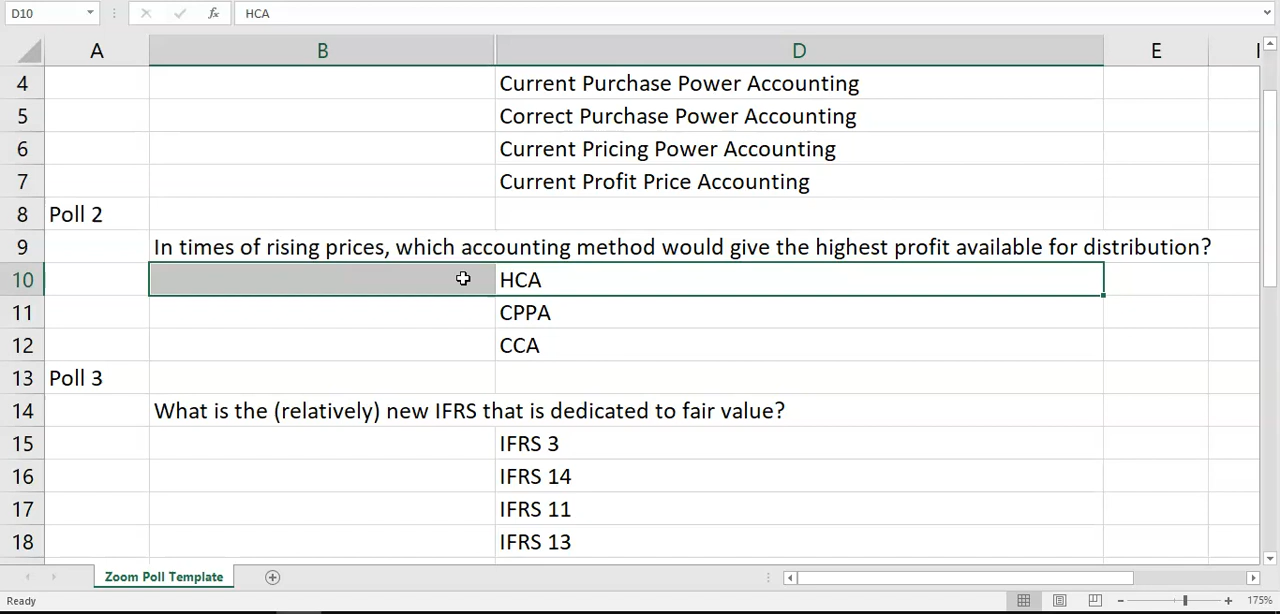 D10 fx HCA
A B D E
4 Current Purchase Power Accounting
5 Correct Purchase Power Accounting
6 Current Pricing Power Accounting
7 Current Profit Price Accounting
8 Poll 2
9 In times of rising prices, which accounting method would give the highest profit available for distribution?
10 HCA
11 CPPA
12 CCA
13 Poll 3
14 What is the (relatively) new IFRS that is dedicated to fair value?
15 IFRS 3
16 IFRS 14
17 IFRS 11
18 IFRS 13
Zoom Poll Template
Ready 175%